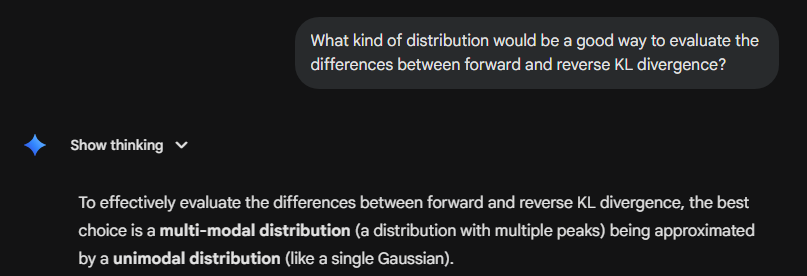 What kind of distribution would be a good way to evaluate the
differences between forward and reverse KL divergence?
Show thinking
To effectively evaluate the differences between forward and reverse KL divergence, the best
choice is a multi-modal distribution (a distribution with multiple peaks) being approximated
by a unimodal distribution (like a single Gaussian).